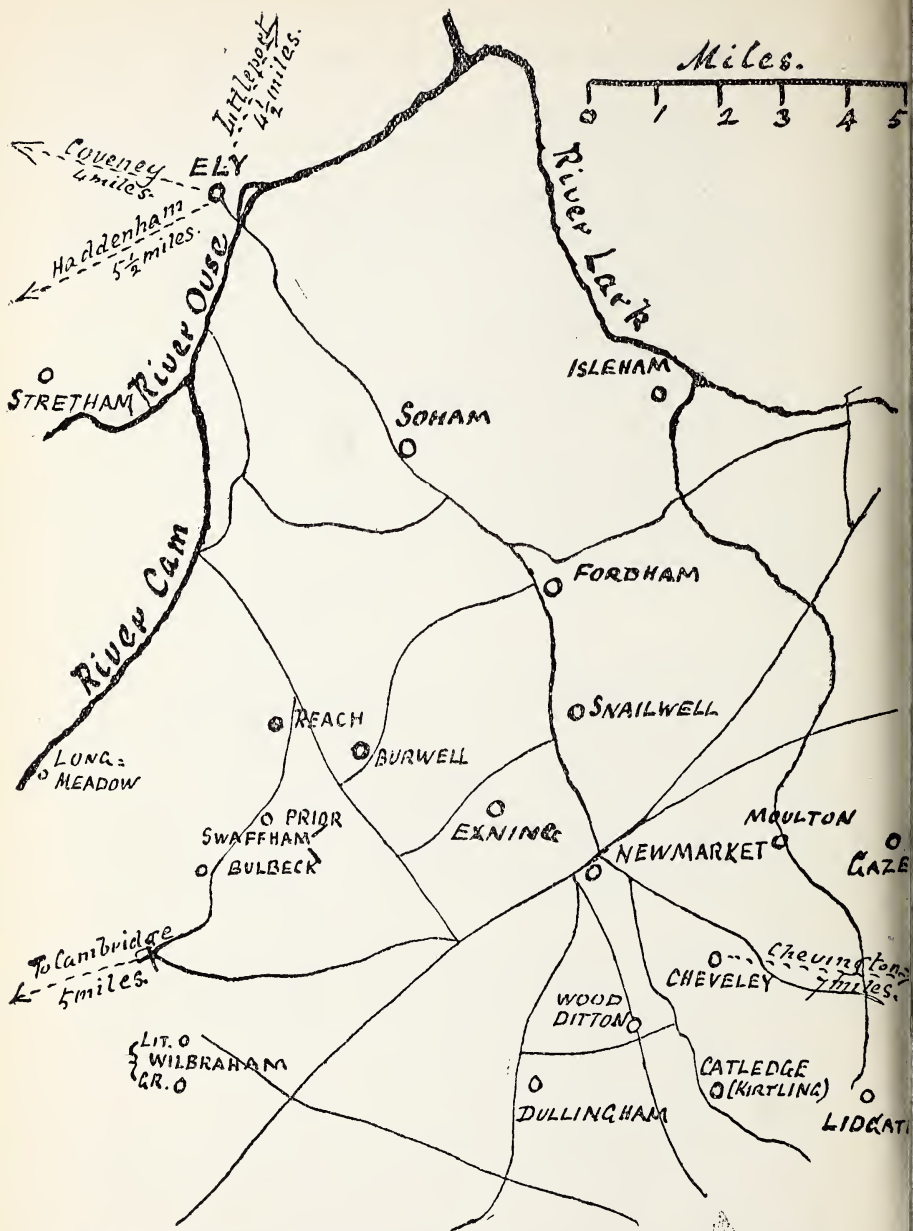 Littleport
4½ miles.
Miles.
0 1 2 3 4 5
Coveney
4 miles.
ELY
Haddenham
5½ miles.
River Ouse
River Lark
STRETHAM
ISLEHAM
SOHAM
River Cam
FORDHAM
REACH
SNAILWELL
BURWELL
LONG=
MEADOW
PRIOR
SWAFFHAM
BULBECK
EXNING
NEWMARKET
MOULTON
GAZE
To Cambridge
5 miles.
CHEVELEY
Chevington
7 miles.
WOOD
DITTON
LIT.
WILBRAHAM
GR.
CATLEDGE
(KIRTLING)
DULLINGHAM
LIDGAT